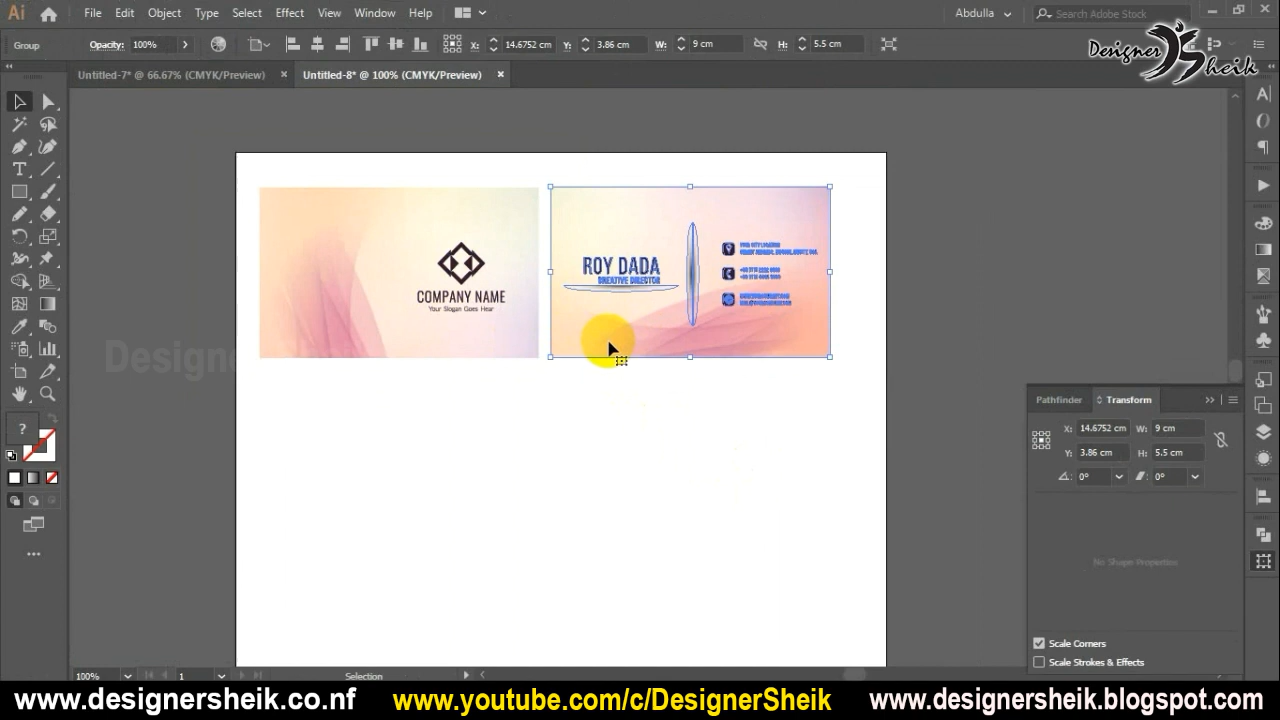 Ai File Edit Object Type Select Effect View Window Help Abdulla Search Adobe Stock
Group Opacity: 100% X: 14.6752 cm Y: 3.86 cm W: 9 cm H: 5.5 cm
Designer Sheik
Untitled-7* @ 66.67% (CMYK/Preview) × Untitled-8* @ 100% (CMYK/Preview) ×
COMPANY NAME
Your Slogan Goes Hear
ROY DADA
Designe
Pathfinder Transform
X: 14.6752 cm W: 9 cm
Y: 3.86 cm H: 5.5 cm
0° 0°
No Shape Properties
Scale Corners
Scale Strokes & Effects
100% 1 Selection
www.designersheik.co.nf www.youtube.com/c/DesignerSheik www.designersheik.blogspot.com